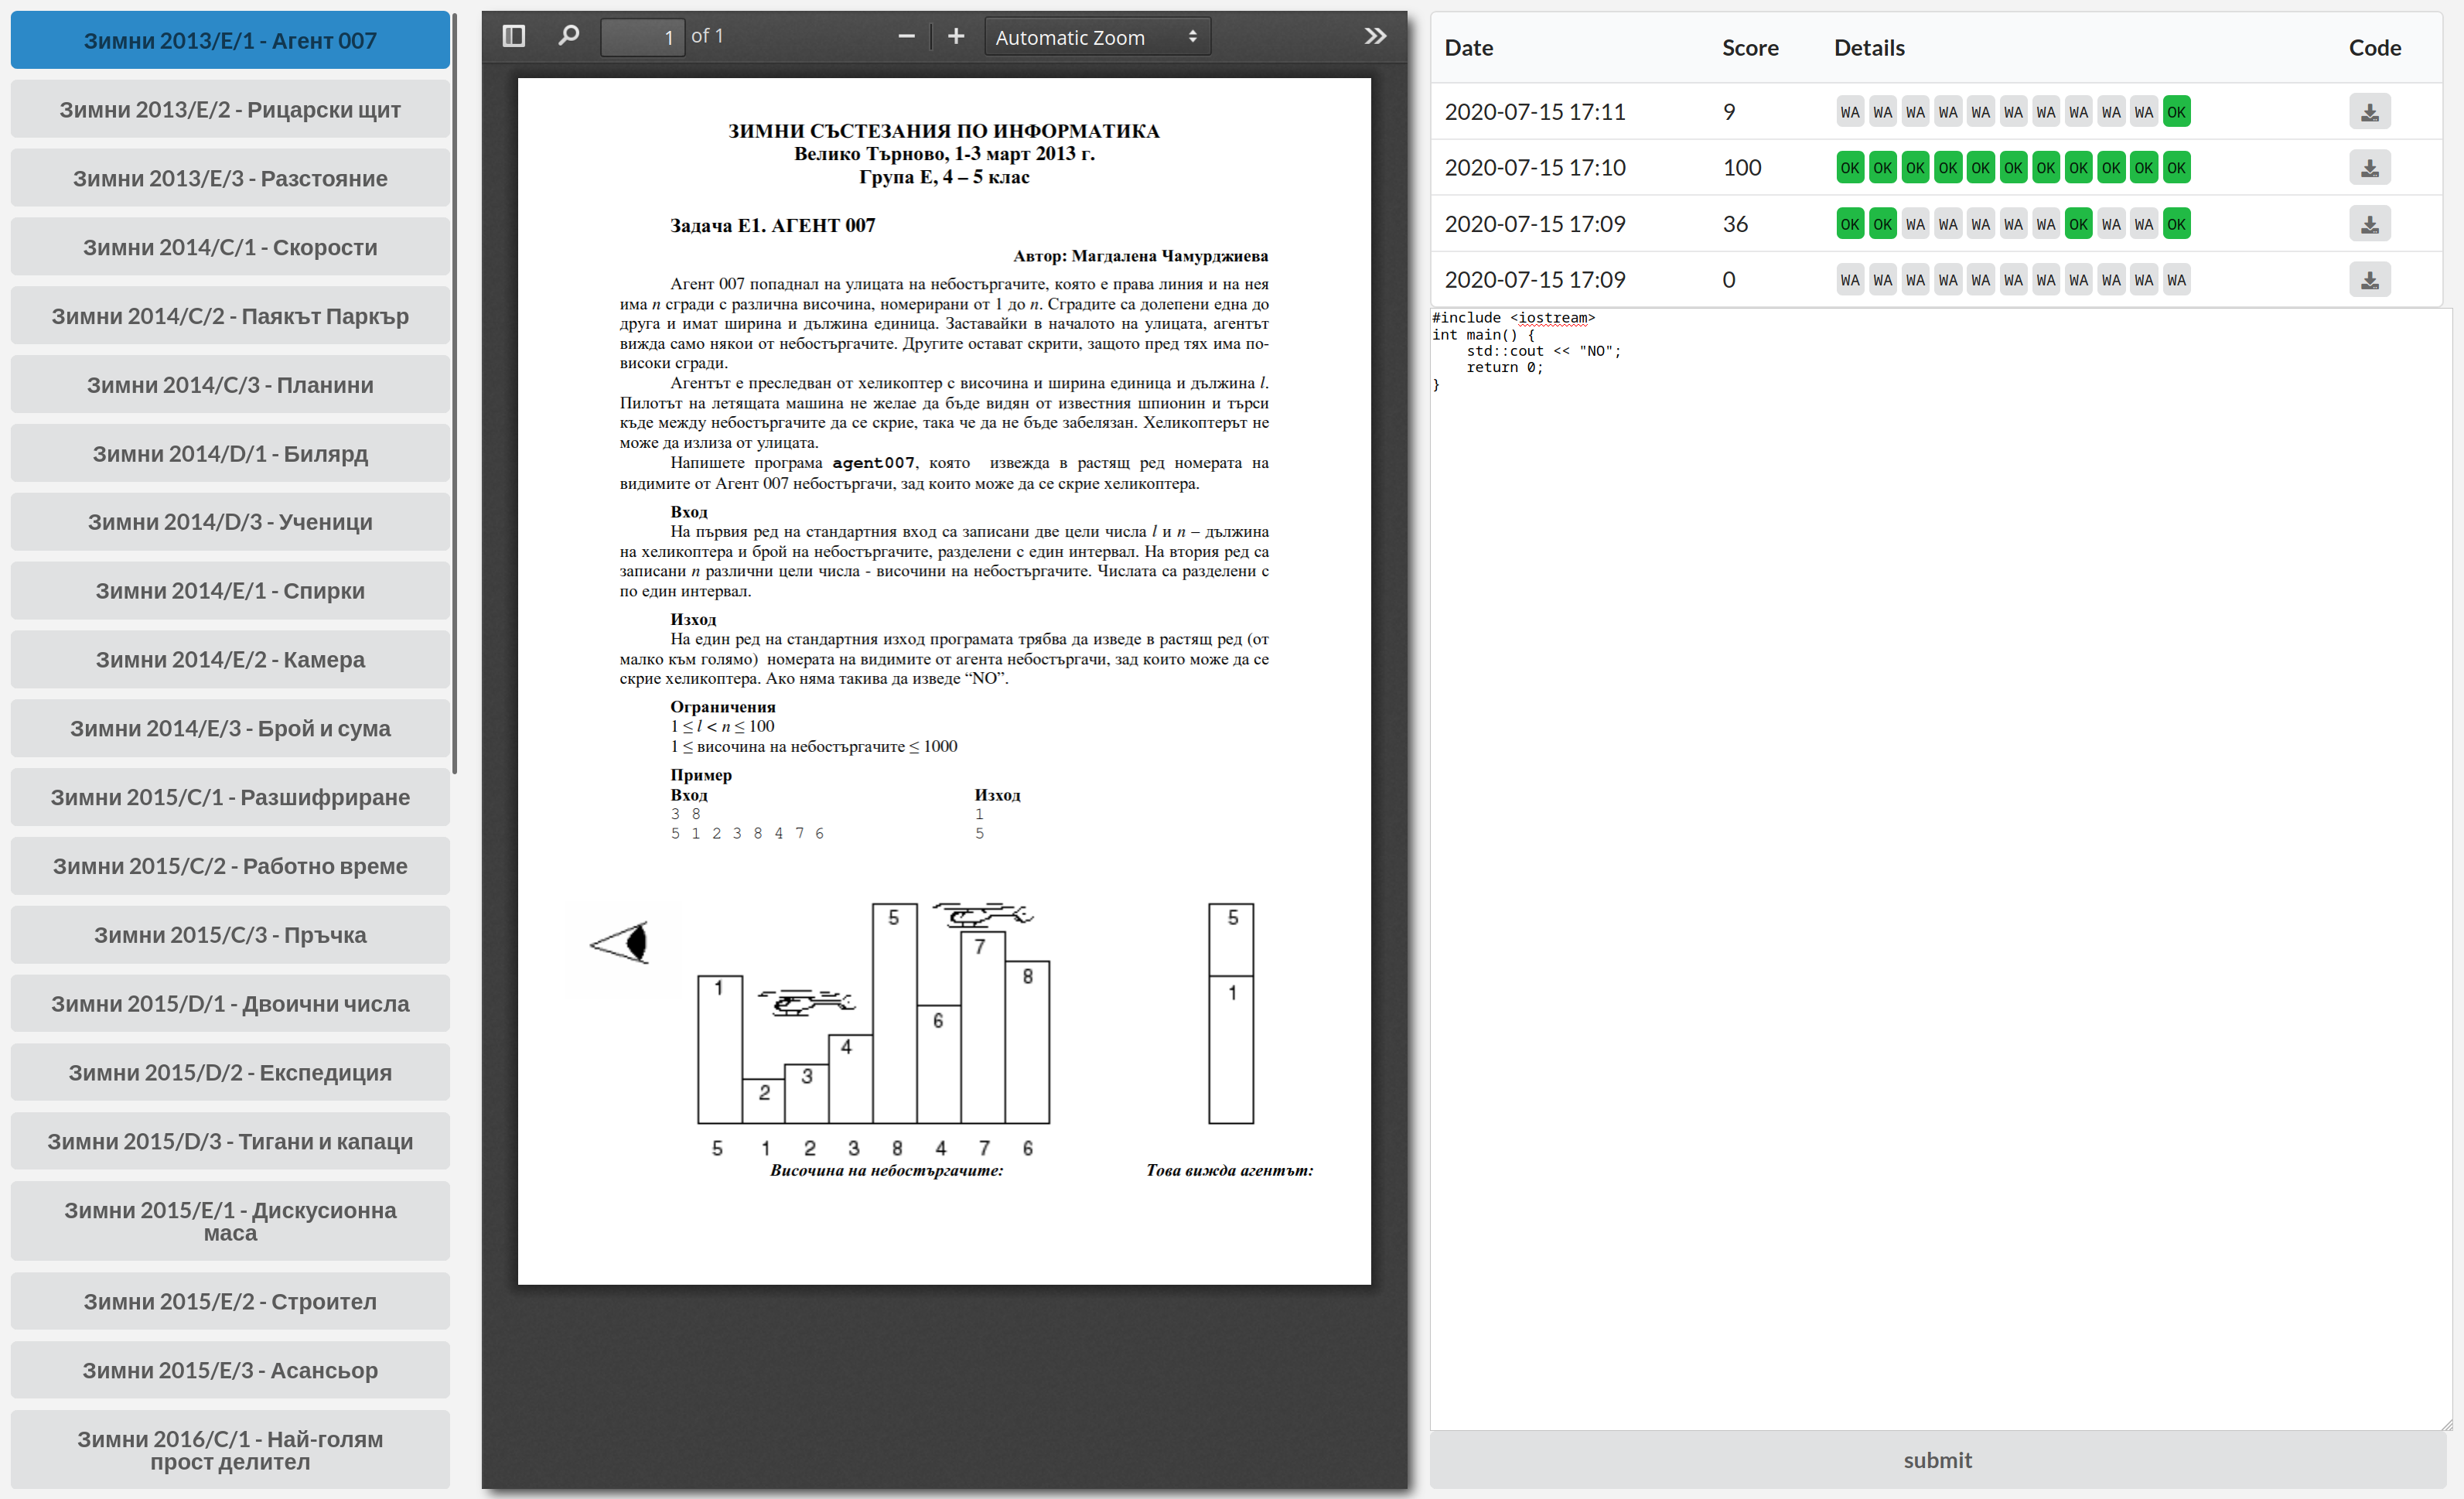 Зимни 2013/E/1 - Агент 007
Зимни 2013/E/2 - Рицарски щит
Зимни 2013/E/3 - Разстояние
Зимни 2014/C/1 - Скорости
Зимни 2014/C/2 - Паякът Паркър
Зимни 2014/C/3 - Планини
Зимни 2014/D/1 - Билярд
Зимни 2014/D/3 - Ученици
Зимни 2014/E/1 - Спирки
Зимни 2014/E/2 - Камера
Зимни 2014/E/3 - Брой и сума
Зимни 2015/C/1 - Разшифриране
Зимни 2015/C/2 - Работно време
Зимни 2015/C/3 - Пръчка
Зимни 2015/D/1 - Двоични числа
Зимни 2015/D/2 - Експедиция
Зимни 2015/D/3 - Тигани и капаци
Зимни 2015/E/1 - Дискусионна
маса
Зимни 2015/E/2 - Строител
Зимни 2015/E/3 - Асансьор
Зимни 2016/C/1 - Най-голям
прост делител
1 of 1 Automatic Zoom
ЗИМНИ СЪСТЕЗАНИЯ ПО ИНФОРМАТИКА
Велико Търново, 1-3 март 2013 г.
Група E, 4 – 5 клас
Задача E1. АГЕНТ 007
Автор: Магдалена Чамурджиева
Агент 007 попаднал на улицата на небостъргачите, която е права линия и на нея
има n сгради с различна височина, номерирани от 1 до n. Сградите са долепени една до
друга и имат ширина и дължина единица. Заставайки в началото на улицата, агентът
вижда само някои от небостъргачите. Другите остават скрити, защото пред тях има по-
високи сгради.
Агентът е преследван от хеликоптер с височина и ширина единица и дължина l.
Пилотът на летящата машина не желае да бъде видян от известния шпионин и търси
къде между небостъргачите да се скрие, така че да не бъде забелязан. Хеликоптерът не
може да излиза от улицата.
Напишете програма agent007, която извежда в растящ ред номерата на
видимите от Агент 007 небостъргачи, зад които може да се скрие хеликоптера.
Вход
На първия ред на стандартния вход са записани две цели числа l и n – дължина
на хеликоптера и брой на небостъргачите, разделени с един интервал. На втория ред са
записани n различни цели числа - височини на небостъргачите. Числата са разделени с
по един интервал.
Изход
На един ред на стандартния изход програмата трябва да изведе в растящ ред (от
малко към голямо) номерата на видимите от агента небостъргачи, зад които може да се
скрие хеликоптера. Ако няма такива да изведе “NO”.
Ограничения
1 ≤ l < n ≤ 100
1 ≤ височина на небостъргачите ≤ 1000
Пример
Вход Изход
3 8 1
5 1 2 3 8 4 7 6 5
1 2 3 4 5 6 7 8
5 1
5 1 2 3 8 4 7 6
Височина на небостъргачите: Това вижда агентът:
Date Score Details Code
2020-07-15 17:11 9 WA WA WA WA WA WA WA WA WA WA OK
2020-07-15 17:10 100 OK OK OK OK OK OK OK OK OK OK OK
2020-07-15 17:09 36 OK OK WA WA WA WA WA OK WA WA OK
2020-07-15 17:09 0 WA WA WA WA WA WA WA WA WA WA WA
#include <iostream>
int main() {
    std::cout << "NO";
    return 0;
}
submit